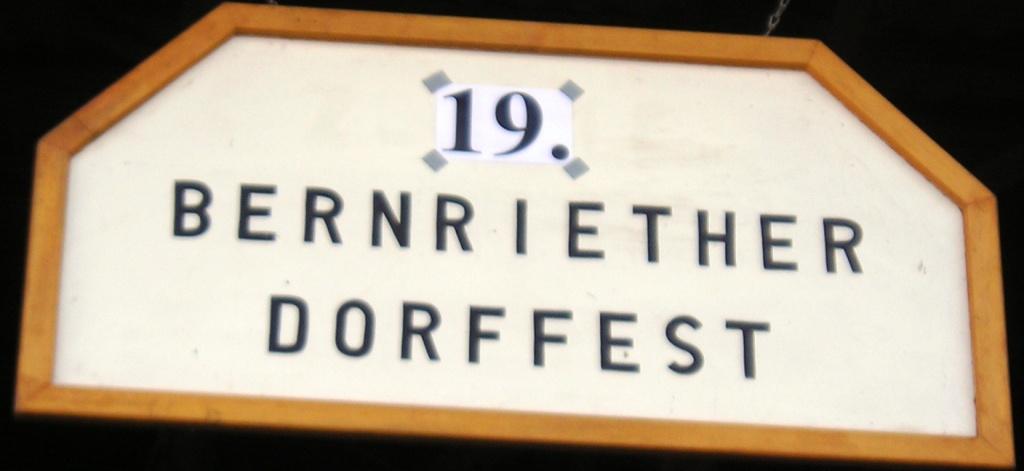 19.
BERNRIETHER
DORFFEST